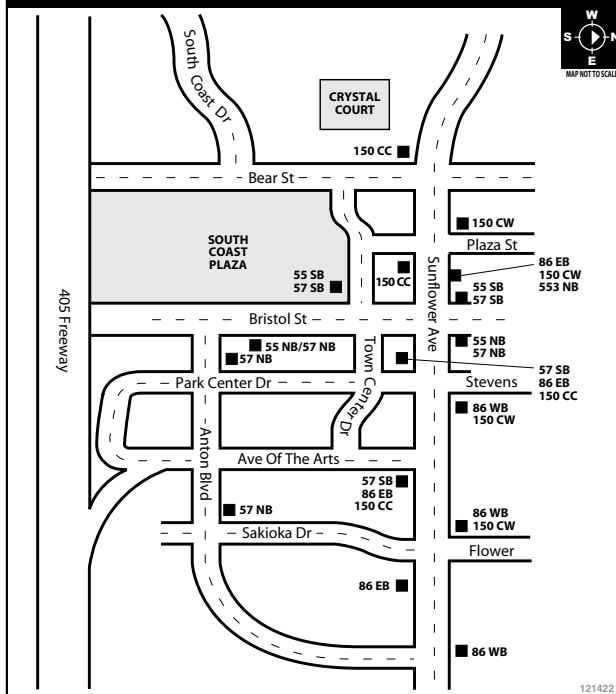 W
S
N
E
MAP NOT TO SCALE
South Coast Dr
CRYSTAL
COURT
150 CC
Bear St
150 CW
Plaza St
SOUTH
COAST
PLAZA
86 EB
150 CW
553 NB
55 SB
57 SB
150 CC
55 SB
57 SB
405 Freeway
Sunflower Ave
Bristol St
55 NB/57 NB
57 NB
Town Center Dr
55 NB
57 NB
57 SB
86 EB
150 CC
Park Center Dr
Stevens
86 WB
150 CW
Anton Blvd
Ave Of The Arts
57 SB
86 EB
150 CC
57 NB
86 WB
150 CW
Sakioka Dr
Flower
86 EB
86 WB
121422